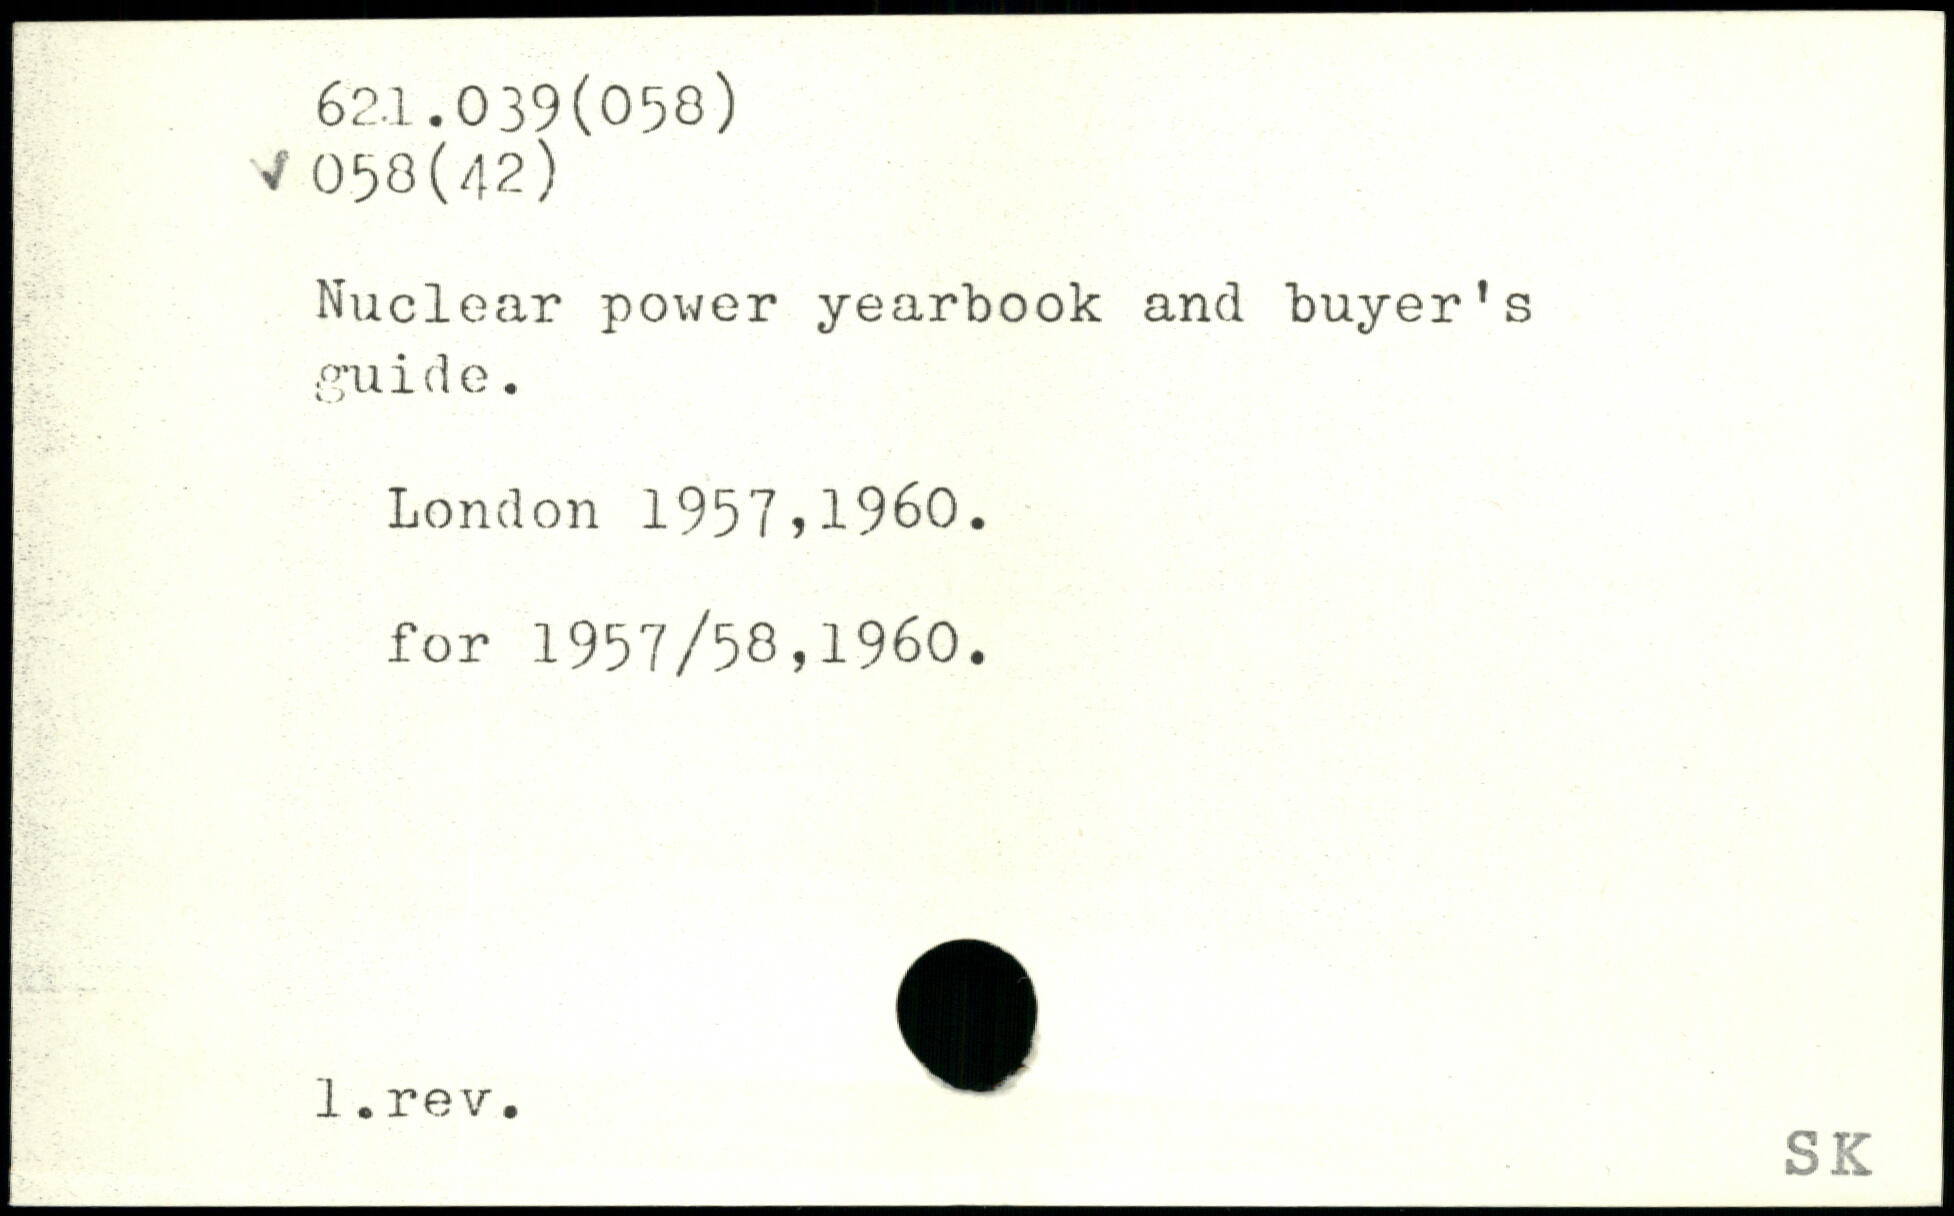 621.039(058)
✓ 058(42)
Nuclear power yearbook and buyer's
guide.
London 1957,1960.
for 1957/58,1960.
1.rev.
SK